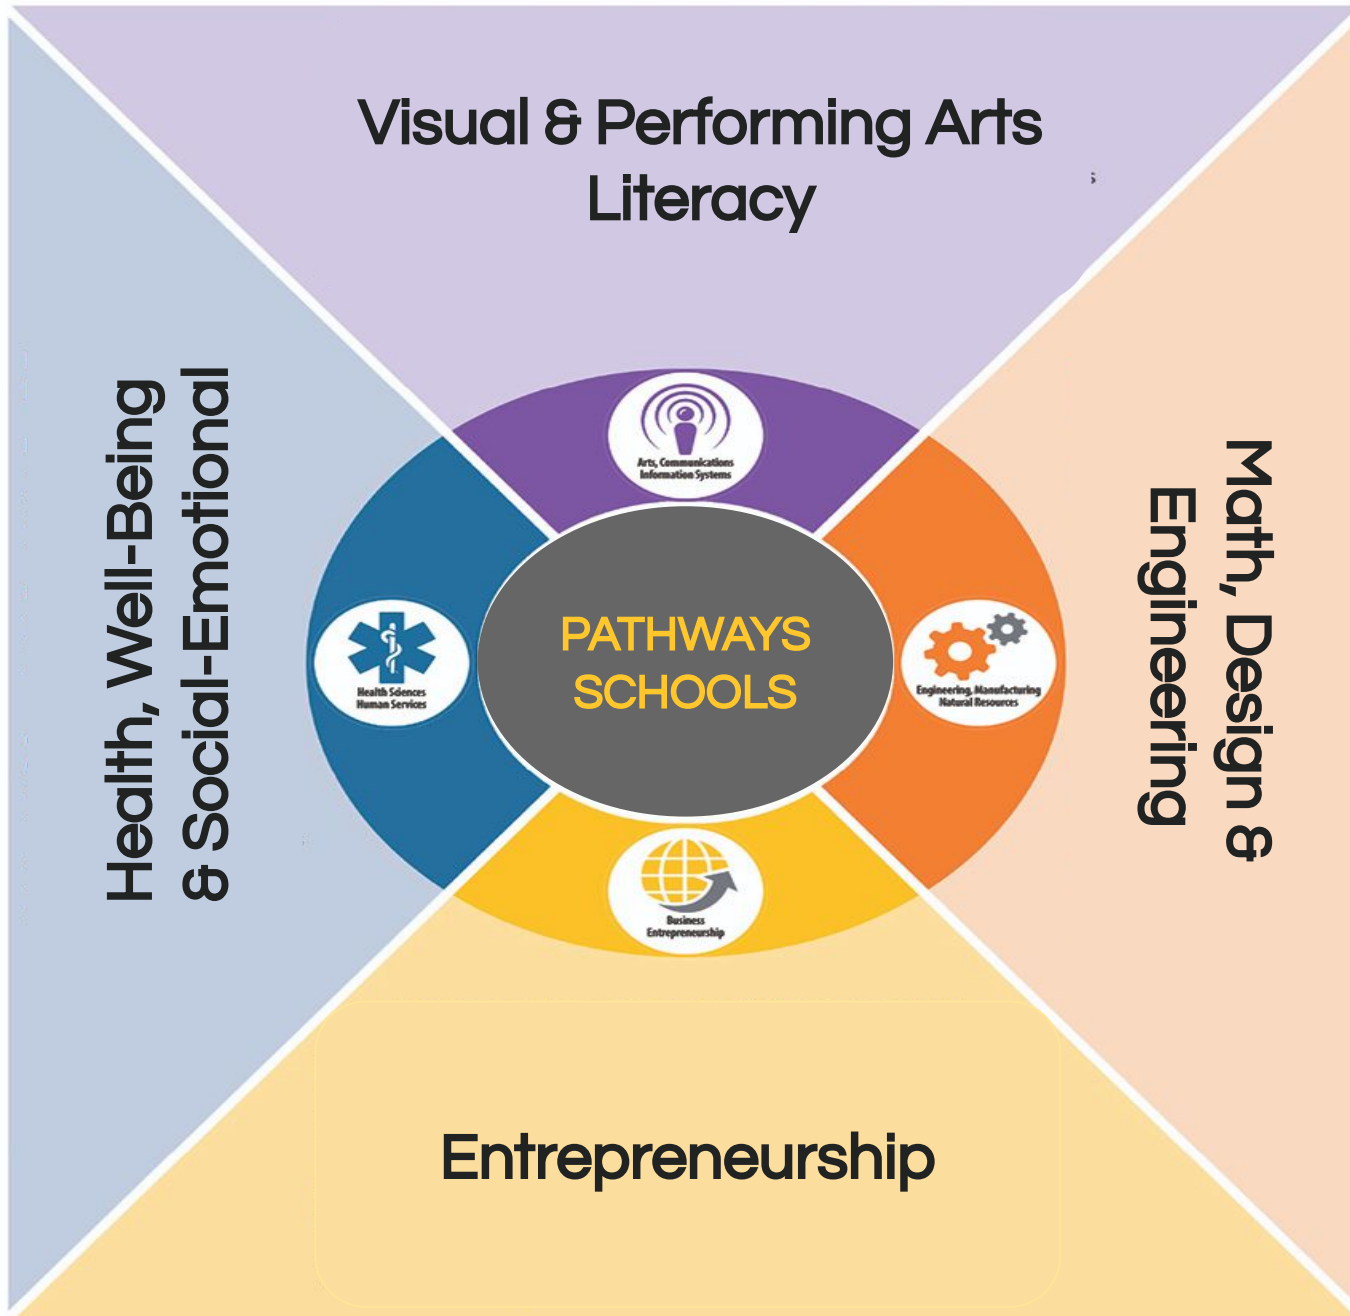 Visual & Performing Arts
Literacy
Arts, Communications
Information Systems
Health, Well-Being
& Social-Emotional
Health Sciences
Human Services
PATHWAYS
SCHOOLS
Engineering, Manufacturing
Natural Resources
Math, Design &
Engineering
Business
Entrepreneurship
Entrepreneurship